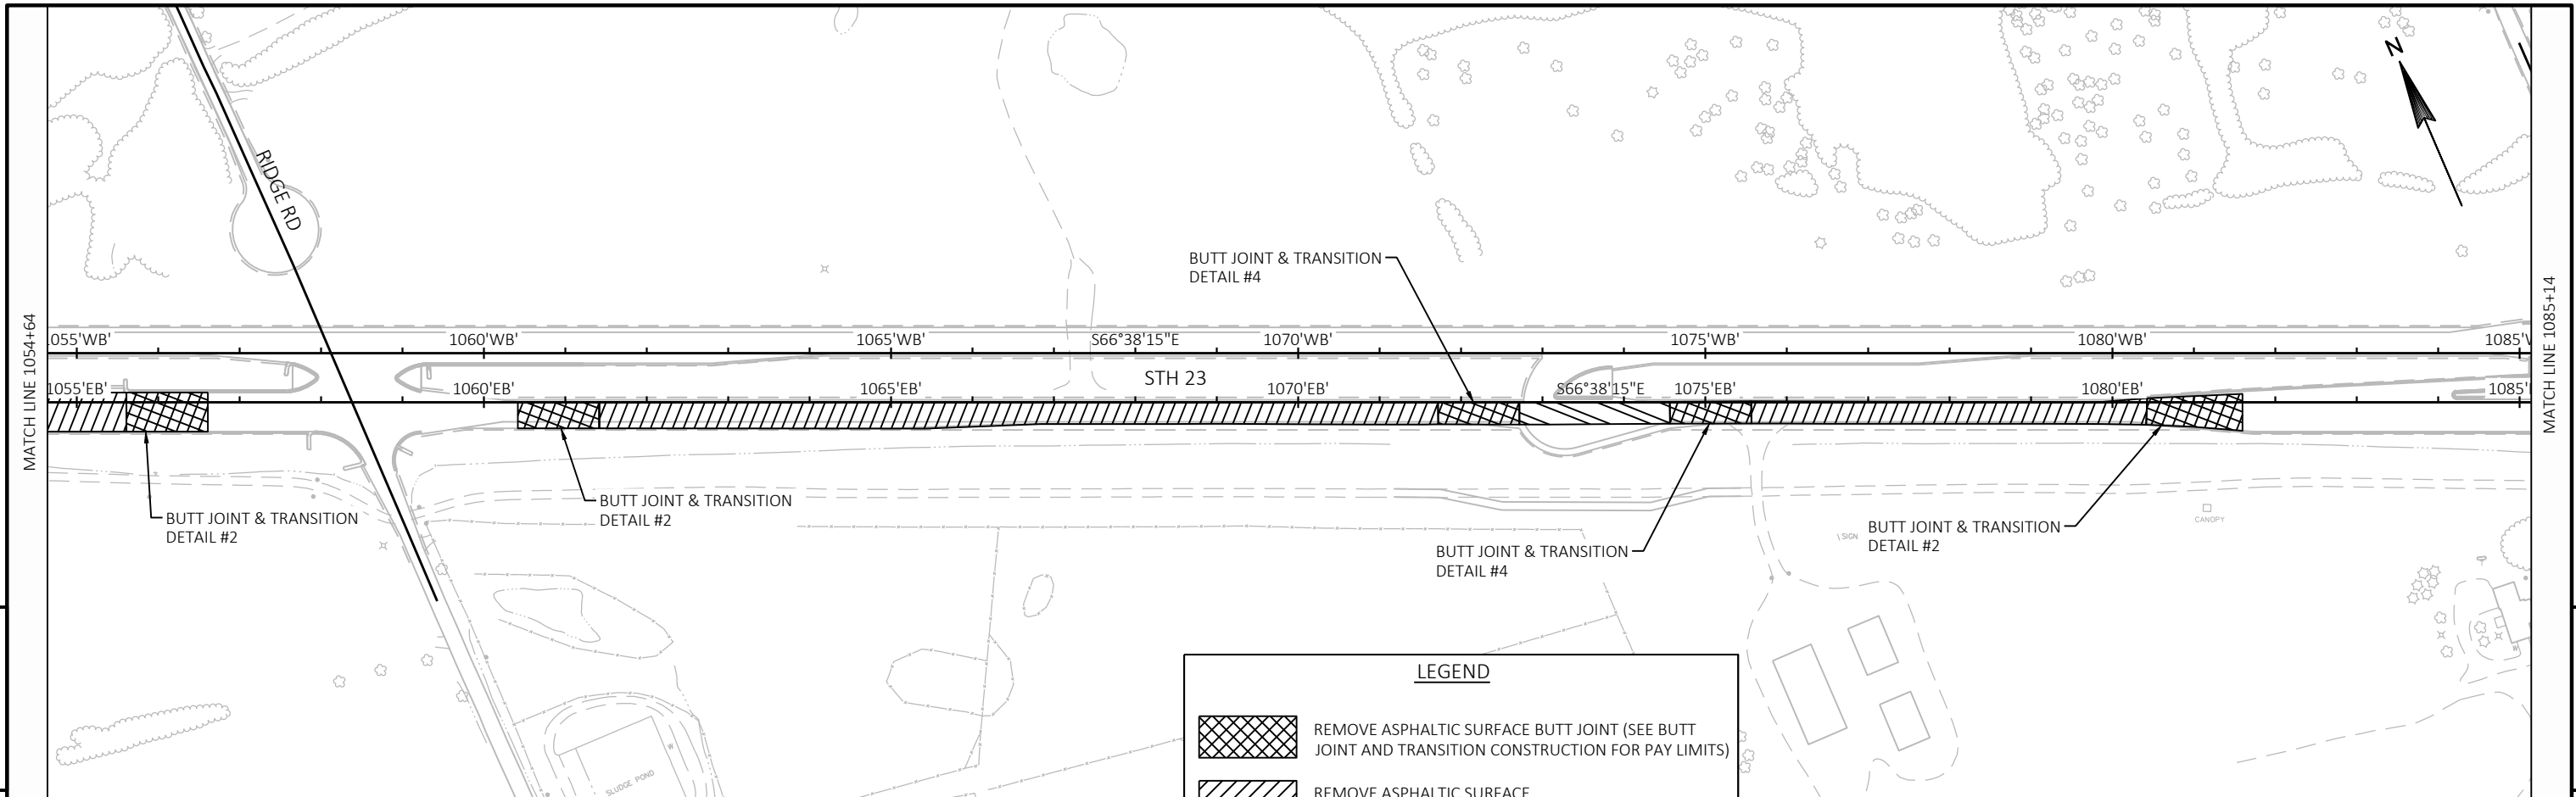 N
RIDGE RD
MATCH LINE 1054+64
MATCH LINE 1085+14
BUTT JOINT & TRANSITION
DETAIL #4
1055'WB'
1060'WB'
1065'WB'
S66°38'15"E
1070'WB'
1075'WB'
1080'WB'
1085'
1055'EB'
1060'EB'
1065'EB'
STH 23
1070'EB'
S66°38'15"E
1075'EB'
1080'EB'
1085'
BUTT JOINT & TRANSITION
DETAIL #2
BUTT JOINT & TRANSITION
DETAIL #2
BUTT JOINT & TRANSITION
DETAIL #4
BUTT JOINT & TRANSITION
DETAIL #2
SIGN
CANOPY
SLUDGE POND
W
W
LEGEND
REMOVE ASPHALTIC SURFACE BUTT JOINT (SEE BUTT
JOINT AND TRANSITION CONSTRUCTION FOR PAY LIMITS)
REMOVE ASPHALTIC SURFACE